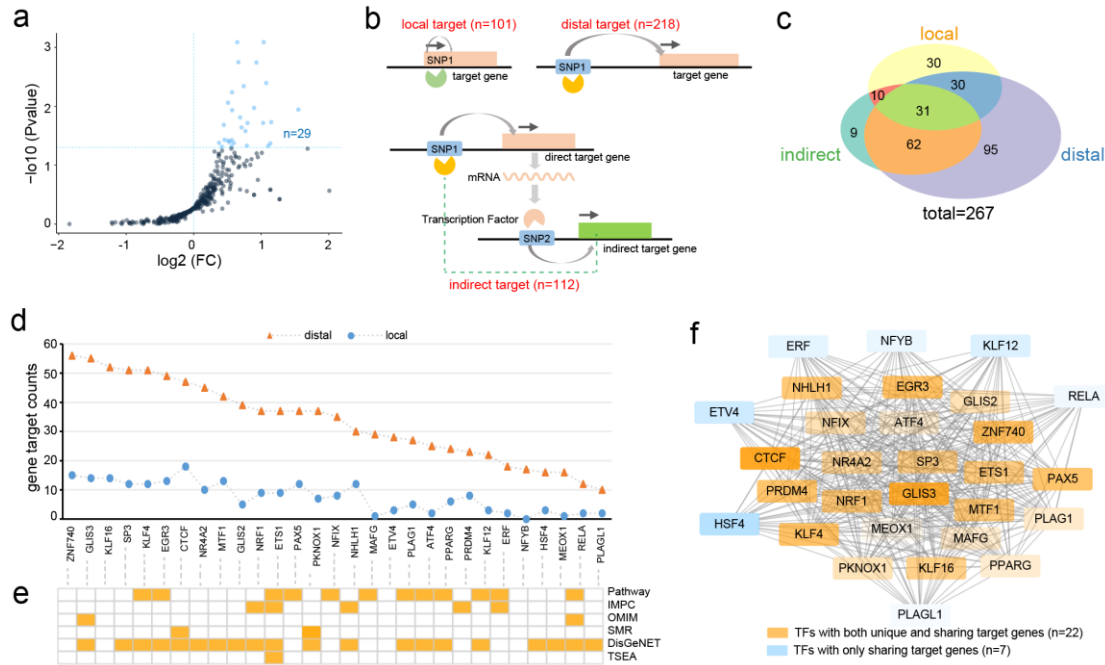 a
3
2
1
0
−lo10 (Pvalue)
n=29
−2
−1
0
1
2
log2 (FC)
b
local target (n=101)
distal target (n=218)
SNP1
target gene
SNP1
target gene
SNP1
direct target gene
mRNA
Transcription Factor
SNP2
indirect target gene
indirect target (n=112)
c
local
30
10
30
31
9
62
95
indirect
distal
total=267
d
distal
local
gene target counts
60
50
40
30
20
10
0
ZNF740
GLIS3
KLF16
SP3
KLF4
EGR3
CTCF
NR4A2
MTF1
GLIS2
NRF1
ETS1
PAX5
PKNOX1
NFIX
NHLH1
MAFG
ETV4
PLAG1
ATF4
PPARG
PRDM4
KLF12
ERF
NFYB
HSF4
MEOX1
RELA
PLAGL1
e
Pathway
IMPC
OMIM
SMR
DisGeNET
TSEA
f
ERF
NFYB
KLF12
NHLH1
EGR3
GLIS2
RELA
ETV4
NFIX
ATF4
ZNF740
CTCF
NR4A2
SP3
ETS1
PAX5
PRDM4
NRF1
GLIS3
MTF1
PLAG1
HSF4
KLF4
MEOX1
MAFG
PKNOX1
KLF16
PPARG
PLAGL1
TFs with both unique and sharing target genes (n=22)
TFs with only sharing target genes (n=7)